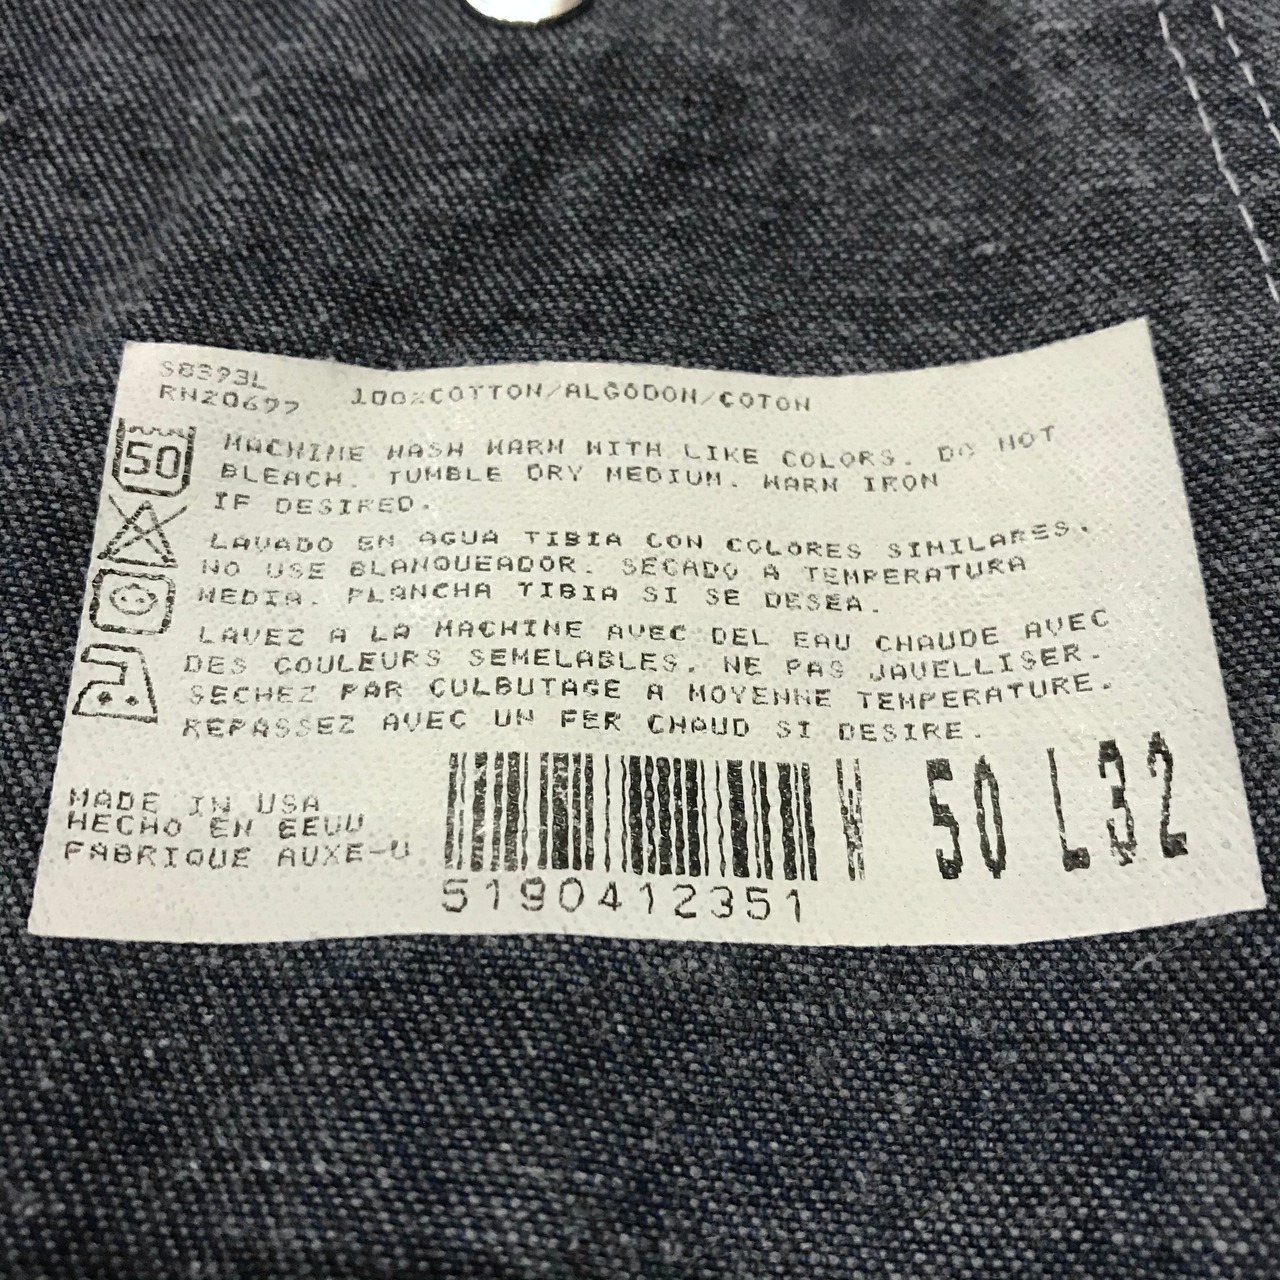 S8393L
RN20697 100%COTTON/ALGODON/COTON
50 MACHINE WASH WARM WITH LIKE COLORS. DO NOT
BLEACH. TUMBLE DRY MEDIUM. WARM IRON
IF DESIRED.
LAVADO EN AGUA TIBIA CON COLORES SIMILARES.
NO USE BLANQUEADOR. SECADO A TEMPERATURA
MEDIA. PLANCHA TIBIA SI SE DESEA.
LAVEZ A LA MACHINE AVEC DEL EAU CHAUDE AVEC
DES COULEURS SEMELABLES. NE PAS JAVELLISER.
SECHEZ PAR CULBUTAGE A MOYENNE TEMPERATURE.
REPASSEZ AVEC UN FER CHAUD SI DESIRE.
MADE IN USA
HECHO EN EEUU
FABRIQUE AUXE-U
W 50 L32
5190412351